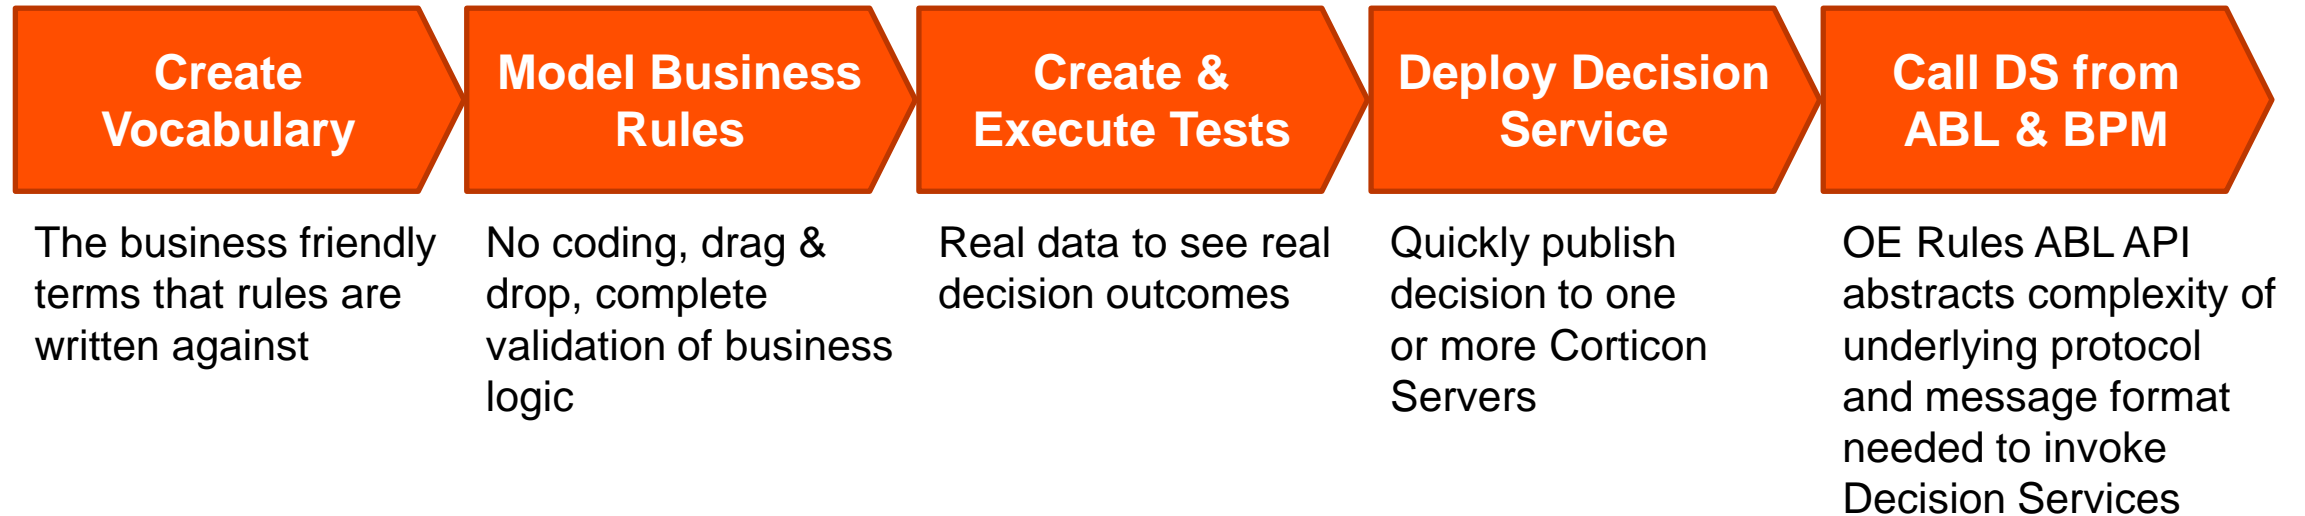 Create
Vocabulary
The business friendly
terms that rules are
written against
Model Business
Rules
No coding, drag &
drop, complete
validation of business
logic
Create &
Execute Tests
Real data to see real
decision outcomes
Deploy Decision
Service
Quickly publish
decision to one
or more Corticon
Servers
Call DS from
ABL & BPM
OE Rules ABL API
abstracts complexity of
underlying protocol
and message format
needed to invoke
Decision Services